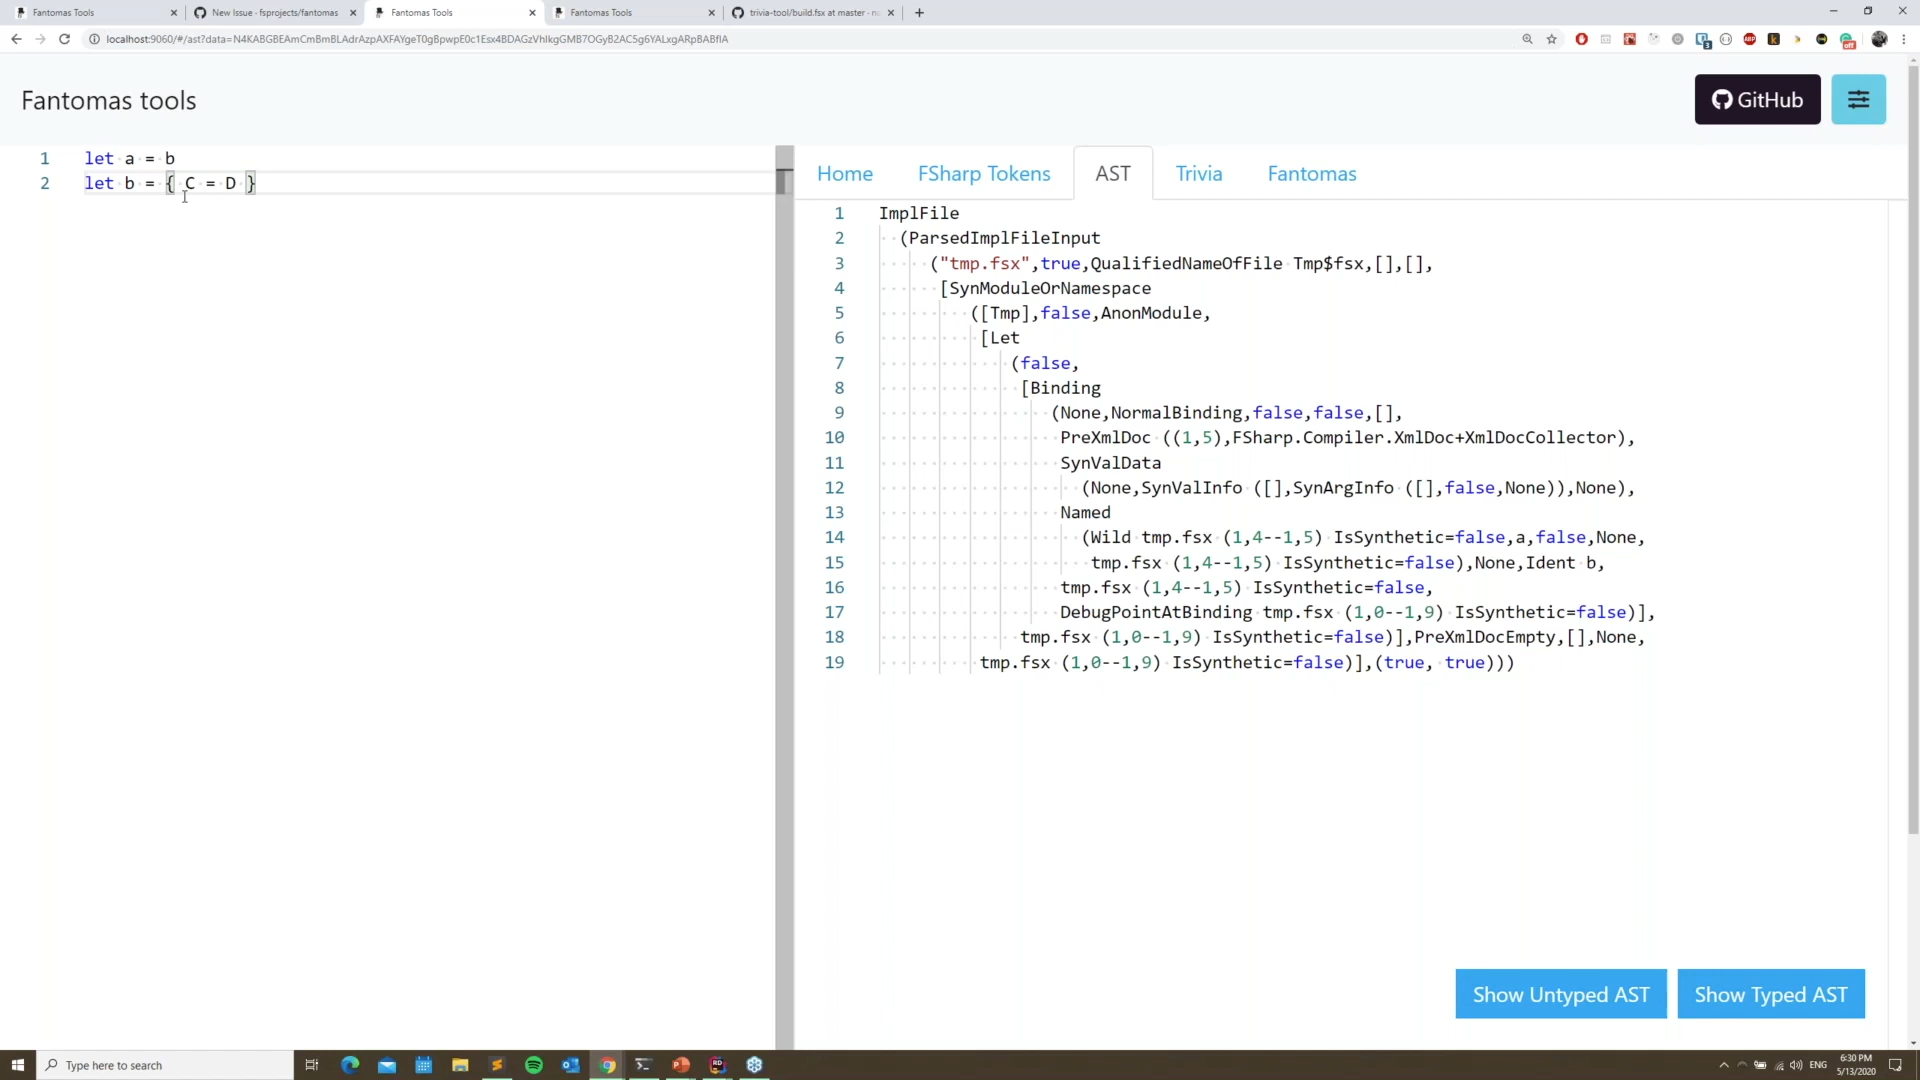 Fantomas Tools
New Issue · fsprojects/fantomas
Fantomas Tools
Fantomas Tools
trivia-tool/build.fsx at master · n
Fantomas tools
GitHub
1 let a = b
2 let b = { C = D }
Home
FSharp Tokens
AST
Trivia
Fantomas
1 ImplFile
2 (ParsedImplFileInput
3 ("tmp.fsx",true,QualifiedNameOfFile Tmp$fsx,[],[],
4 [SynModuleOrNamespace
5 ([Tmp],false,AnonModule,
6 [Let
7 (false,
8 [Binding
9 (None,NormalBinding,false,false,[],
10 PreXmlDoc ((1,5),FSharp.Compiler.XmlDoc+XmlDocCollector),
11 SynValData
12 (None,SynValInfo ([],SynArgInfo ([],false,None)),None),
13 Named
14 (Wild tmp.fsx (1,4--1,5) IsSynthetic=false,a,false,None,
15 tmp.fsx (1,4--1,5) IsSynthetic=false),None,Ident b,
16 tmp.fsx (1,4--1,5) IsSynthetic=false,
17 DebugPointAtBinding tmp.fsx (1,0--1,9) IsSynthetic=false)],
18 tmp.fsx (1,0--1,9) IsSynthetic=false)],PreXmlDocEmpty,[],None,
19 tmp.fsx (1,0--1,9) IsSynthetic=false)],(true, true)))
Show Untyped AST
Show Typed AST
Type here to search
ENG
6:30 PM
5/13/2020